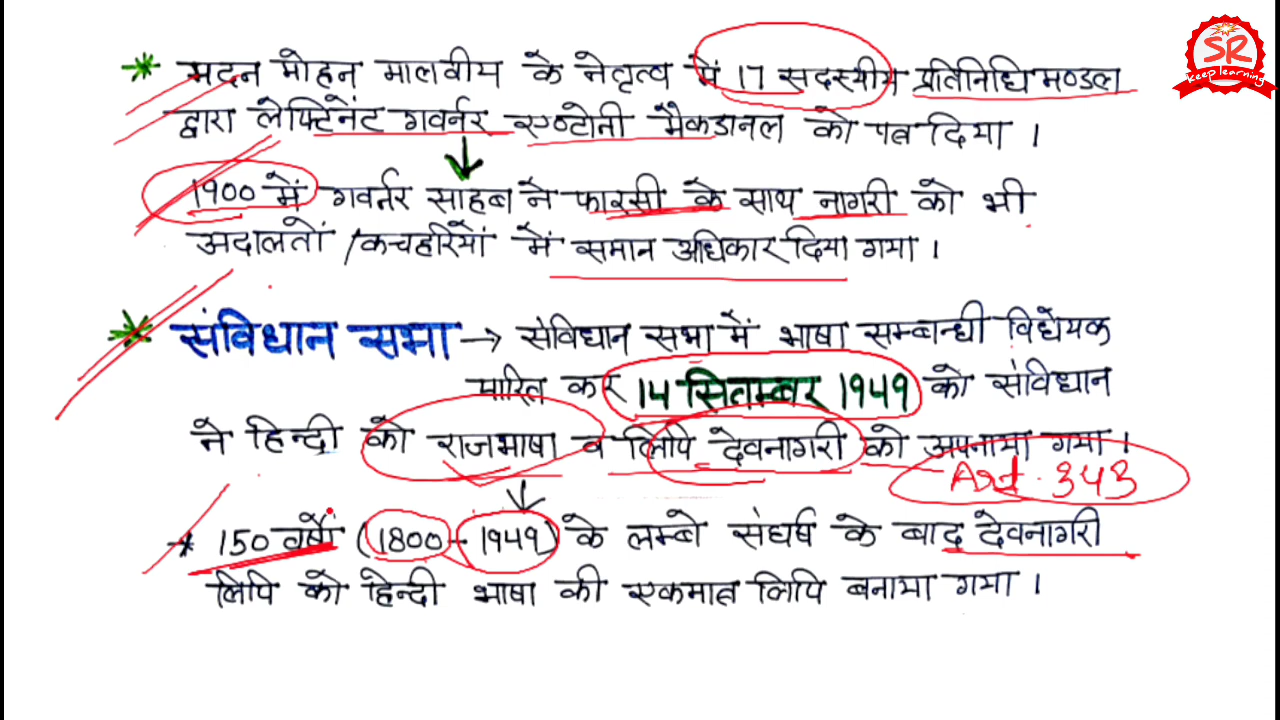 SR
keep learning
* मदन मोहन मालवीय के नेतृत्व में 17 सदस्यीय प्रतिनिधि मण्डल
द्वारा लेफ्टिनेंट गवर्नर एण्टोनी मैकडानल को पत्र दिया ।
1900 में गवर्नर साहब ने फारसी के साथ नागरी को भी
अदालतों / कचहरियों में समान अधिकार दिया गया ।
* संविधान सभा → संविधान सभा में भाषा सम्बन्धी विधेयक
पारित कर 14 सितम्बर 1949 को संविधान
ने हिन्दी को राजभाषा व लिपि देवनागरी को अपनाया गया ।
Art. 343
* 150 वर्षों (1800 - 1949) के लम्बे संघर्ष के बाद देवनागरी
लिपि को हिन्दी भाषा की एकमात्र लिपि बनाया गया ।